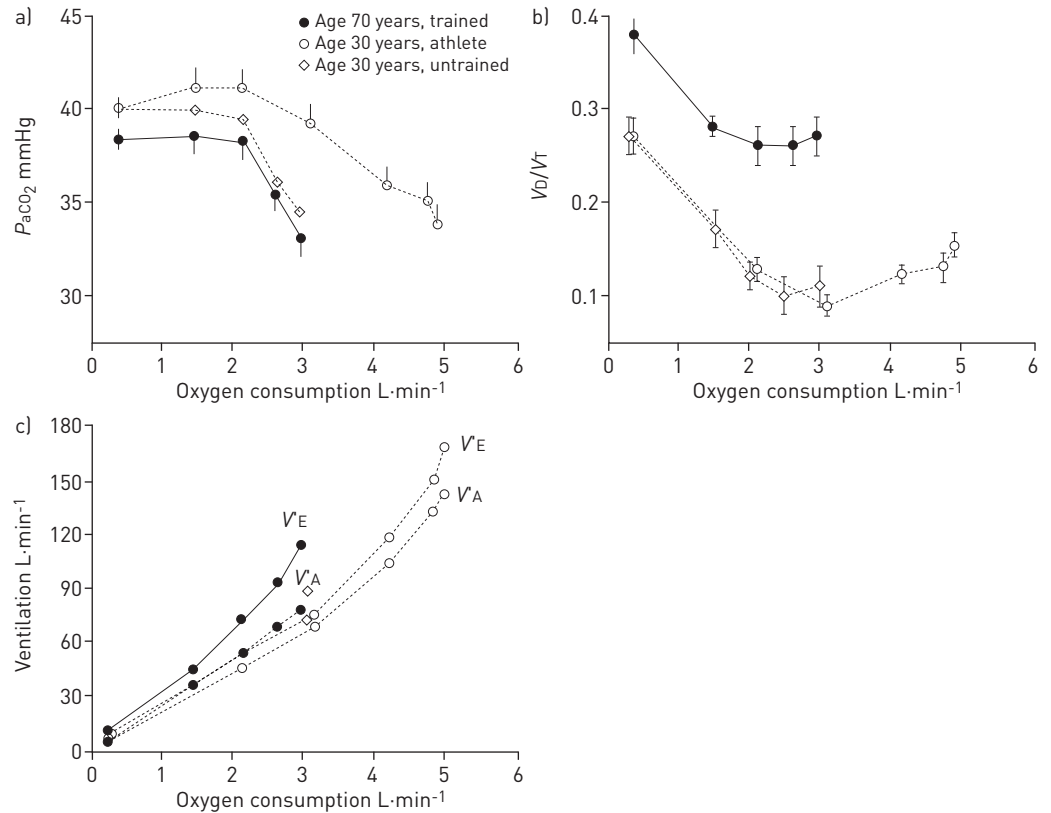 a)
45
40
35
30
PaCO2 mmHg
Age 70 years, trained
Age 30 years, athlete
Age 30 years, untrained
0 1 2 3 4 5 6
Oxygen consumption L·min-1
b)
0.4
0.3
0.2
0.1
VD/VT
0 1 2 3 4 5 6
Oxygen consumption L·min-1
c)
180
150
120
90
60
30
0
Ventilation L·min-1
V'E
V'A
V'E
V'A
0 1 2 3 4 5 6
Oxygen consumption L·min-1